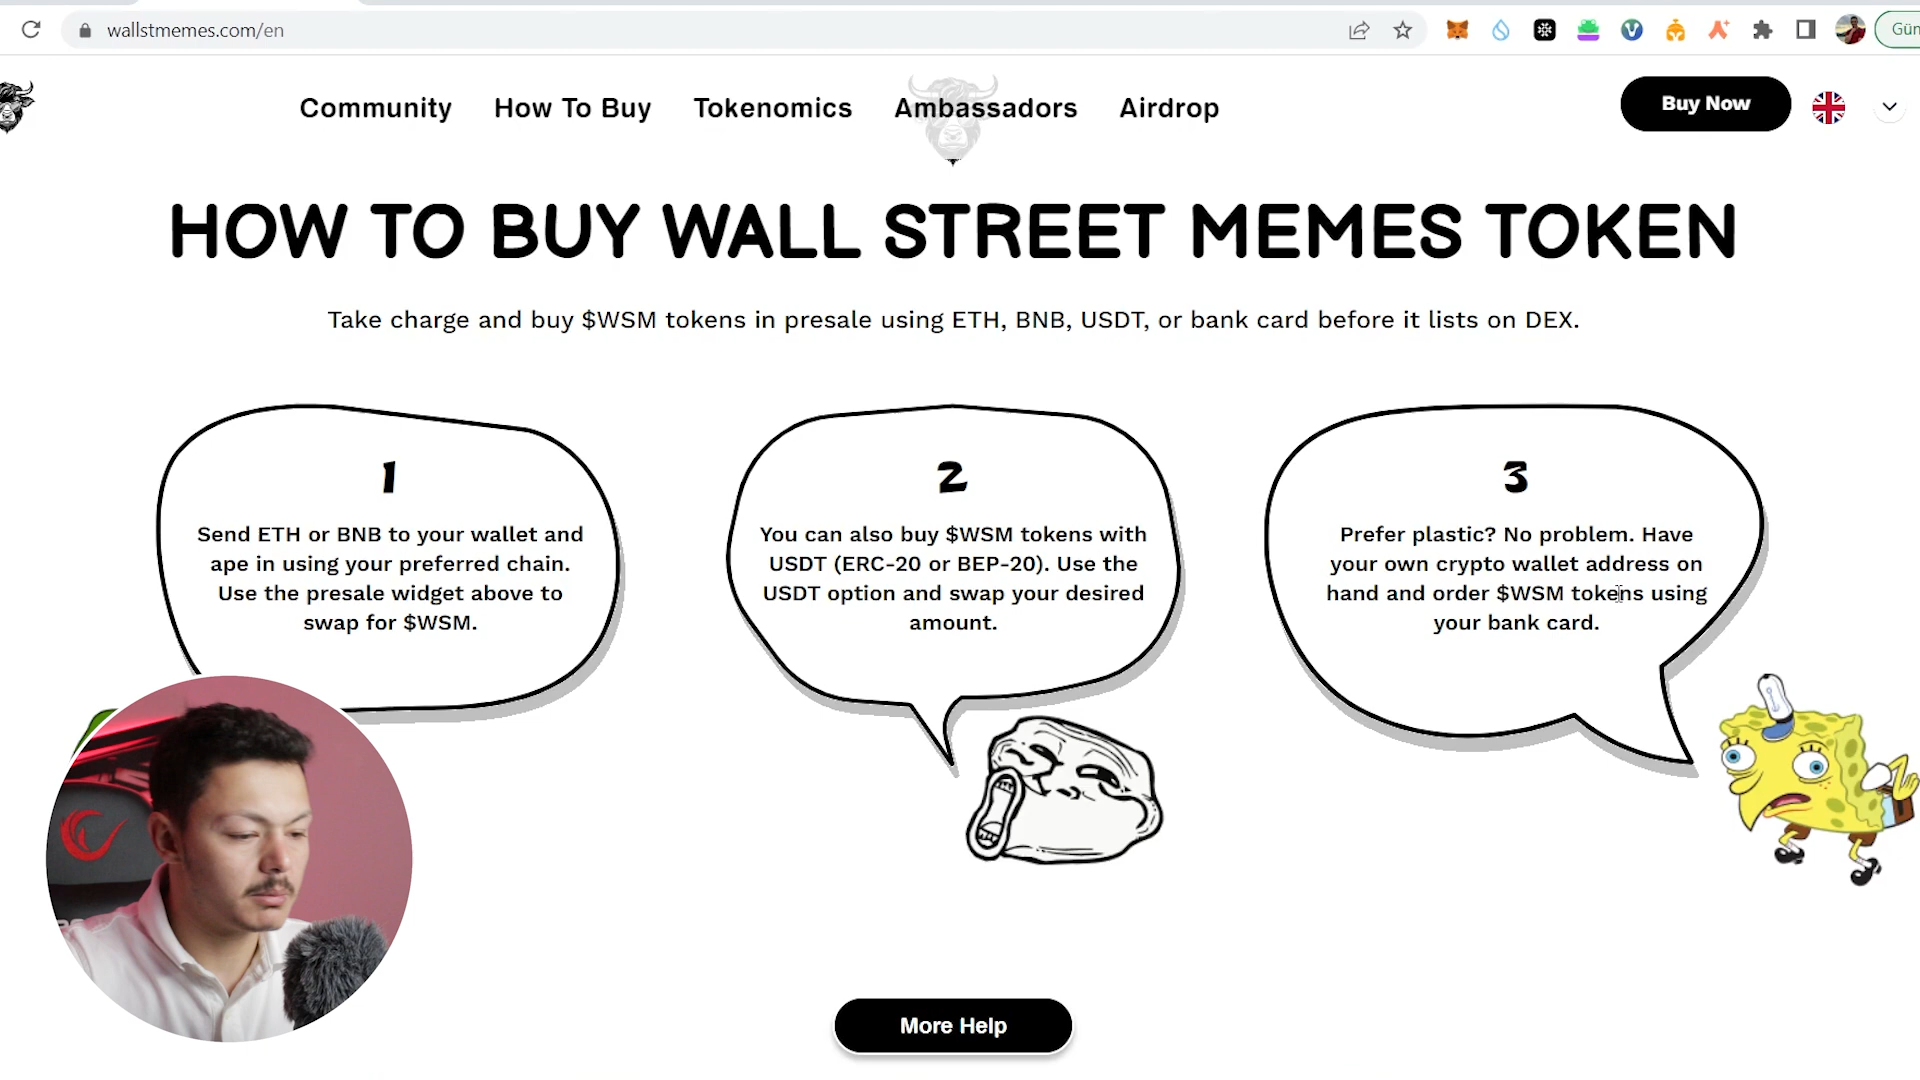 wallstmemes.com/en
Gün
Community How To Buy Tokenomics Ambassadors Airdrop Buy Now
HOW TO BUY WALL STREET MEMES TOKEN
Take charge and buy $WSM tokens in presale using ETH, BNB, USDT, or bank card before it lists on DEX.
1
Send ETH or BNB to your wallet and
ape in using your preferred chain.
Use the presale widget above to
swap for $WSM.
2
You can also buy $WSM tokens with
USDT (ERC-20 or BEP-20). Use the
USDT option and swap your desired
amount.
3
Prefer plastic? No problem. Have
your own crypto wallet address on
hand and order $WSM tokens using
your bank card.
More Help